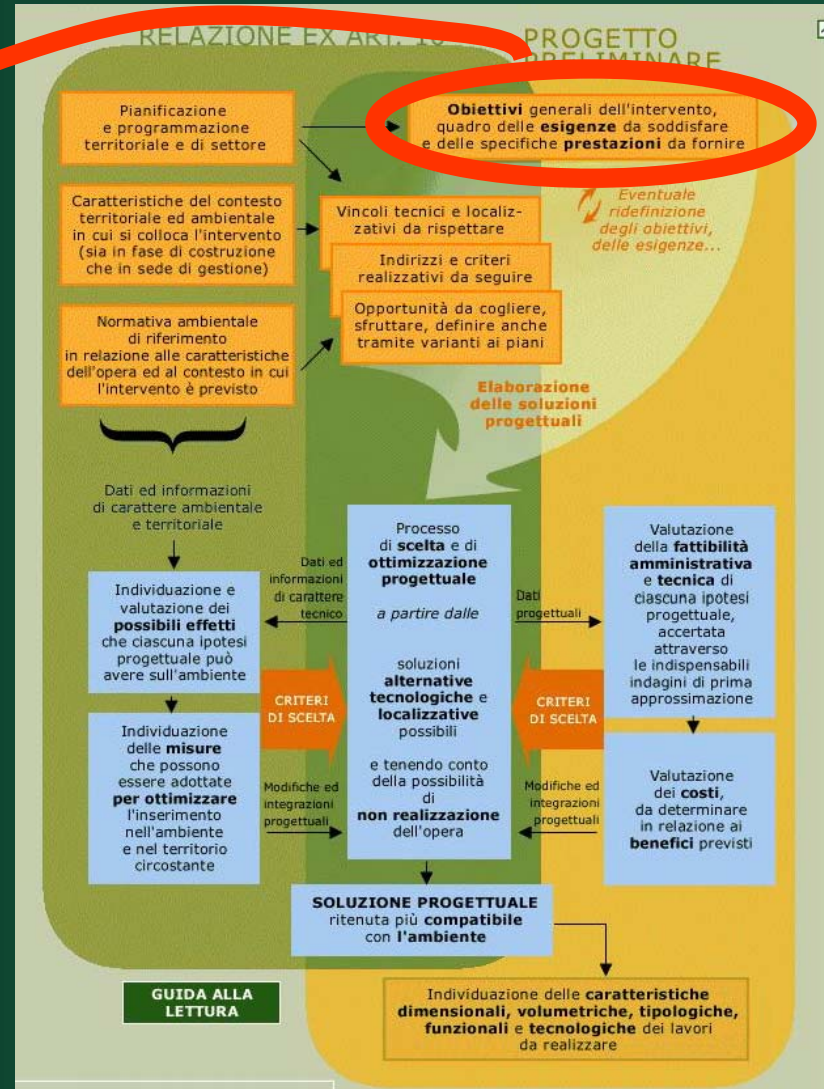 RELAZIONE EX ART.
PROGETTO
PRELIMINARE
Pianificazione
e programmazione
territoriale e di settore
Obiettivi generali dell'intervento,
quadro delle esigenze da soddisfare
e delle specifiche prestazioni da fornire
Caratteristiche del contesto
territoriale ed ambientale
in cui si colloca l'intervento
(sia in fase di costruzione
che in sede di gestione)
Vincoli tecnici e localiz-
zativi da rispettare
Indirizzi e criteri
realizzativi da seguire
Opportunità da cogliere,
sfruttare, definire anche
tramite varianti ai piani
Eventuale
ridefinizione
degli obiettivi,
delle esigenze...
Normativa ambientale
di riferimento
in relazione alle caratteristiche
dell'opera ed al contesto in cui
l'intervento è previsto
Elaborazione
delle soluzioni
progettuali
Dati ed informazioni
di carattere ambientale
e territoriale
Individuazione e
valutazione dei
possibili effetti
che ciascuna ipotesi
progettuale può
avere sull'ambiente
Dati ed
informazioni
di carattere
tecnico
Processo
di scelta e di
ottimizzazione
progettuale
a partire dalle
soluzioni
alternative
tecnologiche e
localizzative
possibili
e tenendo conto
della possibilità
di
non realizzazione
dell'opera
Dati
progettuali
Valutazione
della fattibilità
amministrativa
e tecnica di
ciascuna ipotesi
progettuale,
accertata
attraverso
le indispensabili
indagini di prima
approssimazione
CRITERI
DI SCELTA
CRITERI
DI SCELTA
Individuazione
delle misure
che possono
essere adottate
per ottimizzare
l'inserimento
nell'ambiente
e nel territorio
circostante
Modifiche ed
integrazioni
progettuali
Modifiche ed
integrazioni
progettuali
Valutazione
dei costi,
da determinare
in relazione ai
benefici previsti
SOLUZIONE PROGETTUALE
ritenuta più compatibile
con l'ambiente
GUIDA ALLA
LETTURA
Individuazione delle caratteristiche
dimensionali, volumetriche, tipologiche,
funzionali e tecnologiche dei lavori
da realizzare